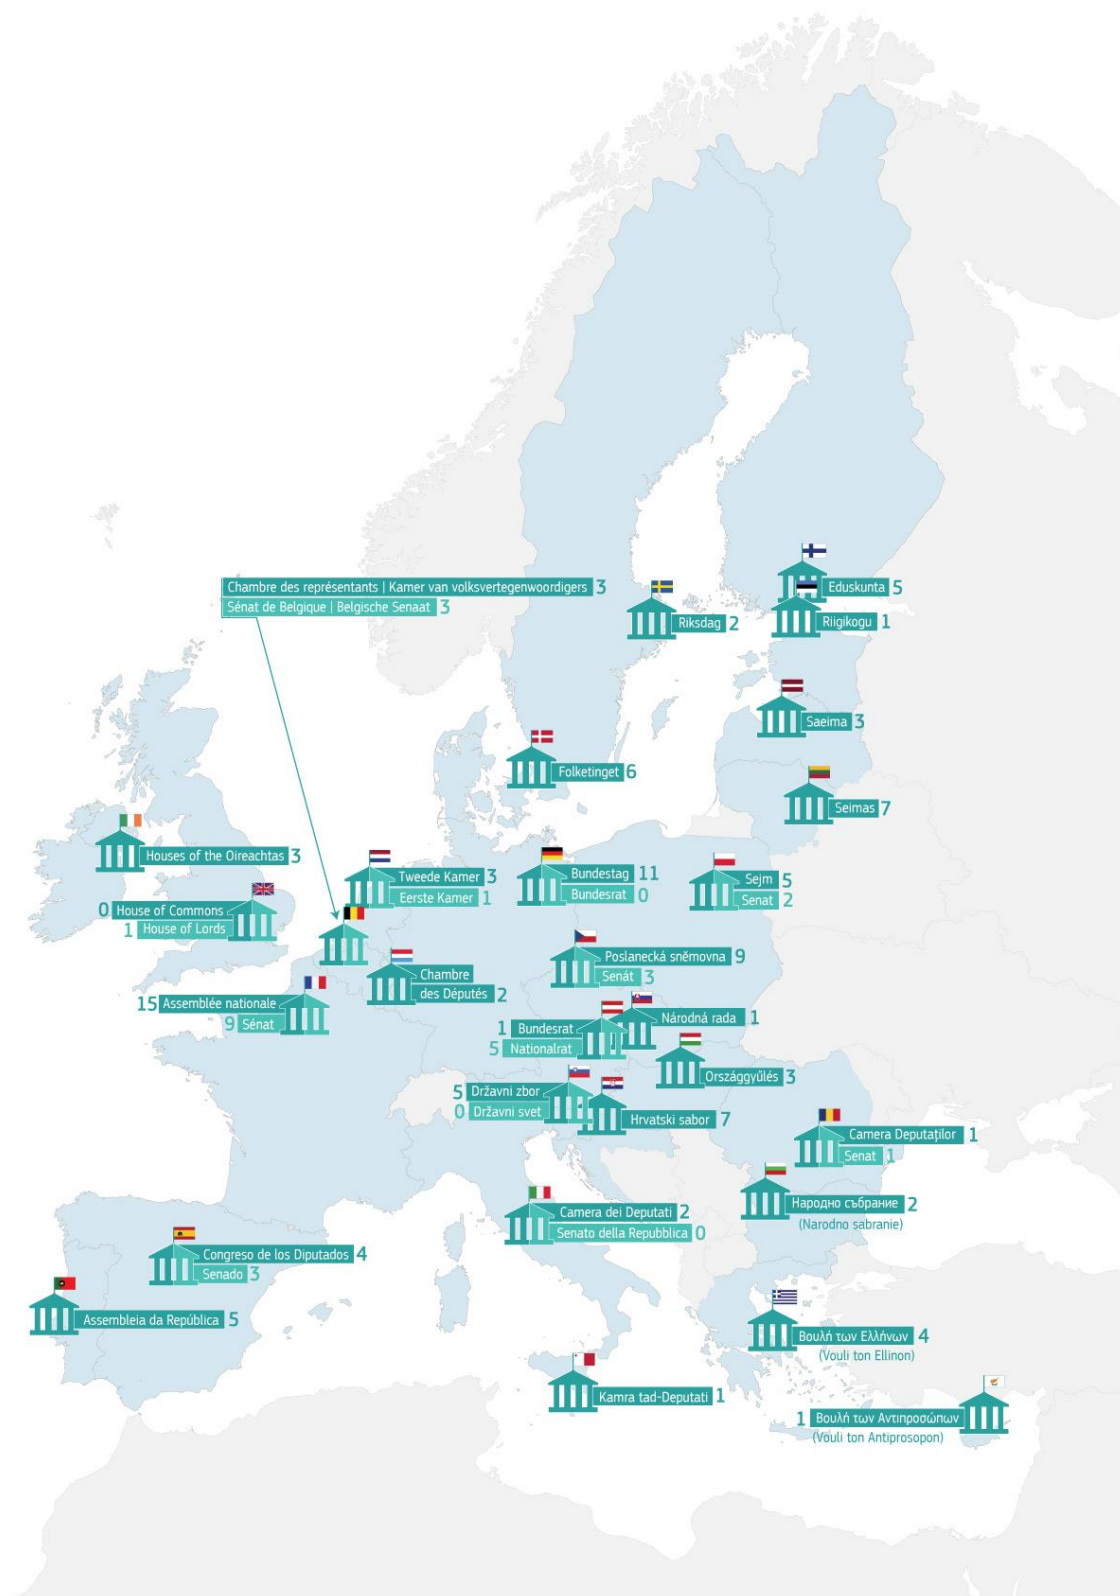 Eduskunta 5
Chambre des représentants | Kamer van volksvertegenwoordigers 3
Sénat de Belgique | Belgische Senaat 3
Riksdag 2
Riigikogu 1
Saeima 3
Folketinget 6
Seimas 7
Houses of the Oireachtas 3
Tweede Kamer 3
Eerste Kamer 1
Bundestag 11
Bundesrat 0
Sejm 5
Senat 2
0 House of Commons
1 House of Lords
Poslanecká sněmovna 9
Senát 3
Chambre
des Députés 2
15 Assemblée nationale
9 Sénat
Národná rada 1
1 Bundesrat
5 Nationalrat
Országgyűlés 3
5 Državni zbor
0 Državni svet
Hrvatski sabor 7
Camera Deputaţilor 1
Senat 1
Народно събрание 2
(Narodno sabranie)
Camera dei Deputati 2
Senato della Repubblica 0
Congreso de los Diputados 4
Senado 3
Assembleia da República 5
Βουλή των Ελλήνων 4
(Vouli ton Ellinon)
Kamra tad-Deputati 1
1 Βουλή των Αντιπροσώπων
(Vouli ton Antiprosopon)